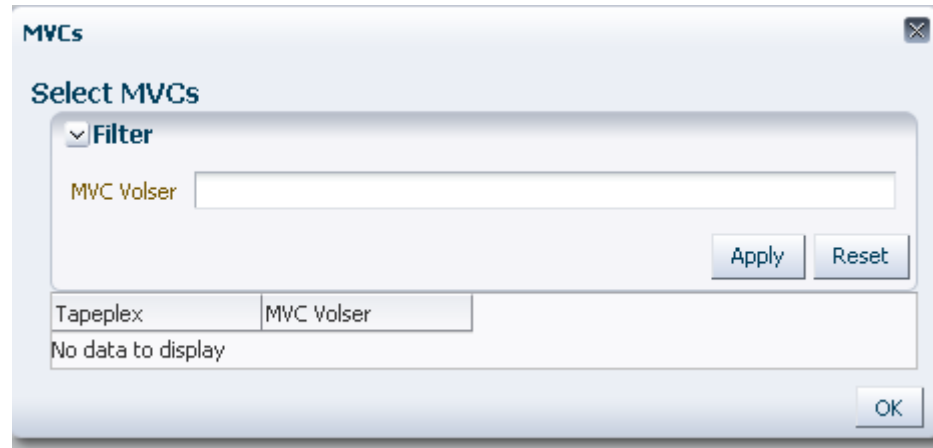 MVCs
Select MVCs
Filter
MVC Volser
Apply Reset
Tapeplex MVC Volser
No data to display
OK